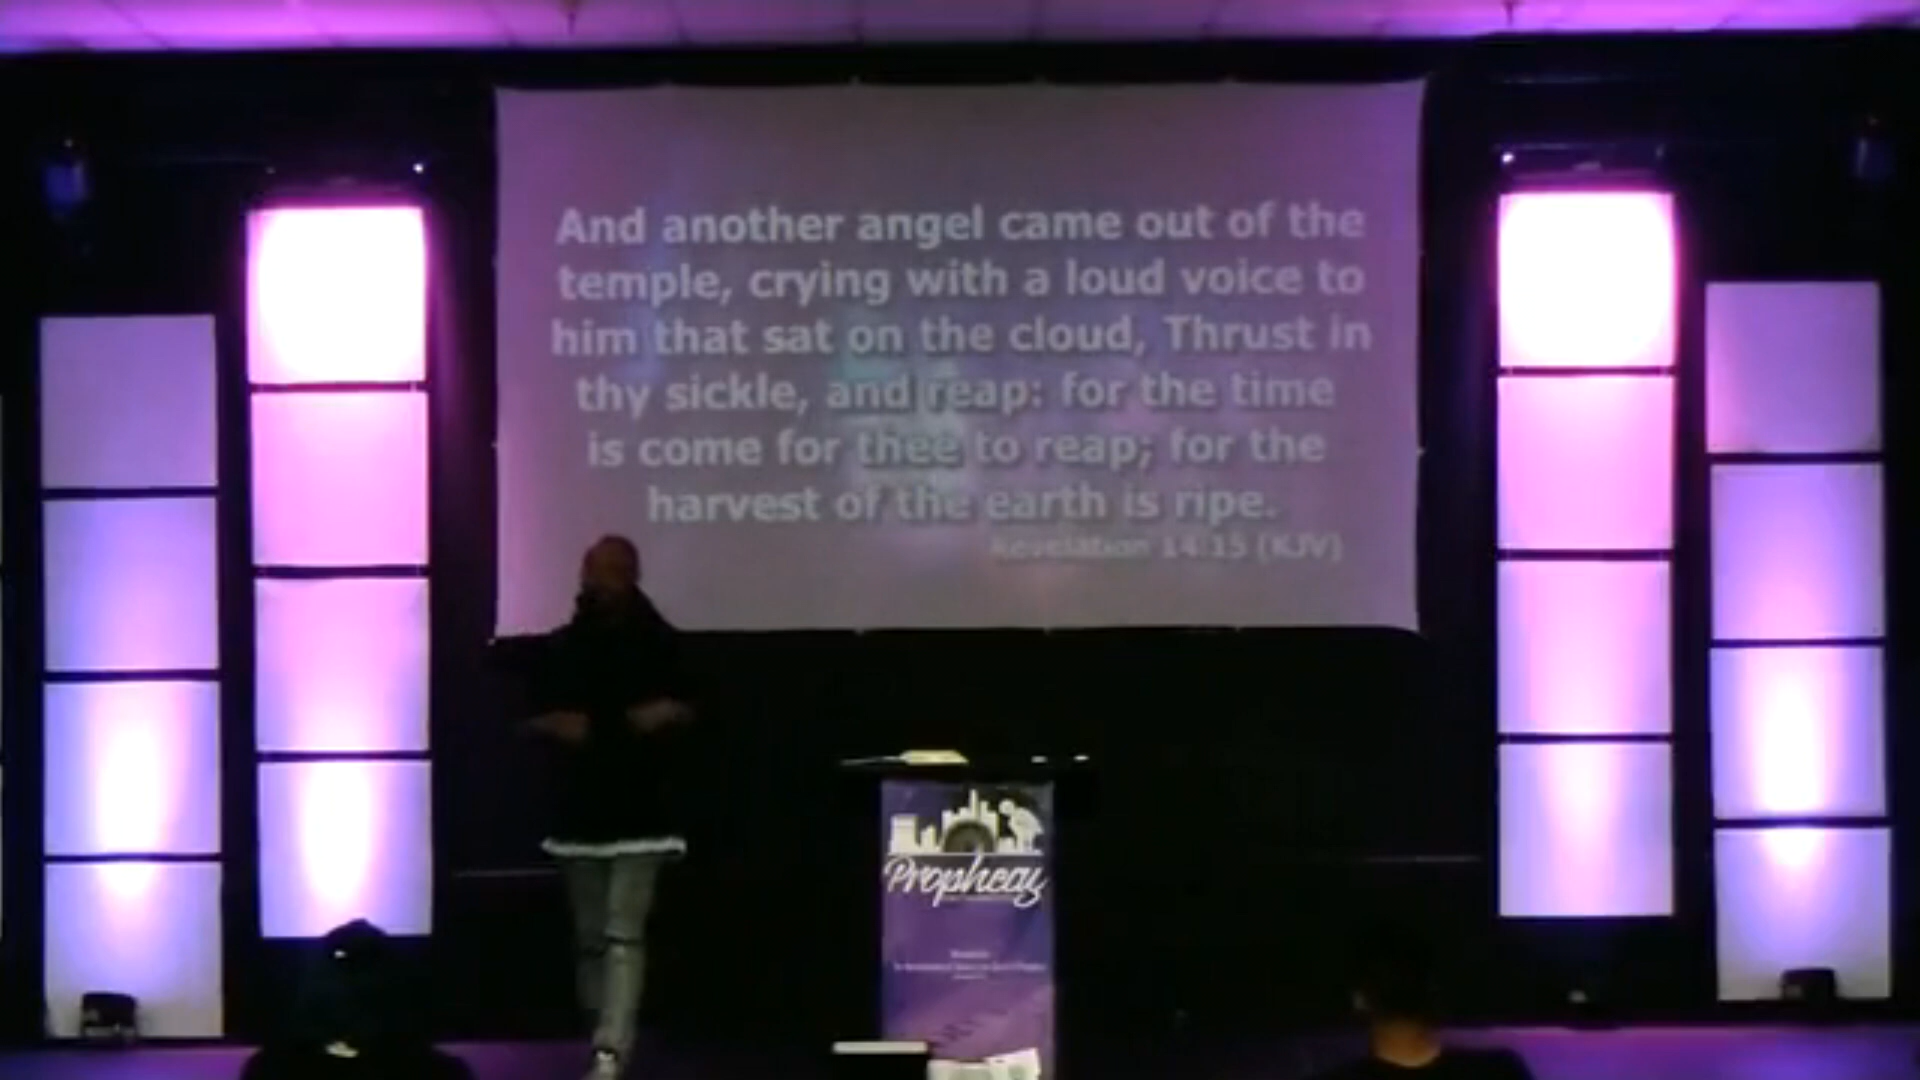 And another angel came out of the
temple, crying with a loud voice to
him that sat on the cloud, Thrust in
thy sickle, and reap: for the time
is come for thee to reap; for the
harvest of the earth is ripe.
Revelation 14:15 (KJV)
Propheaz